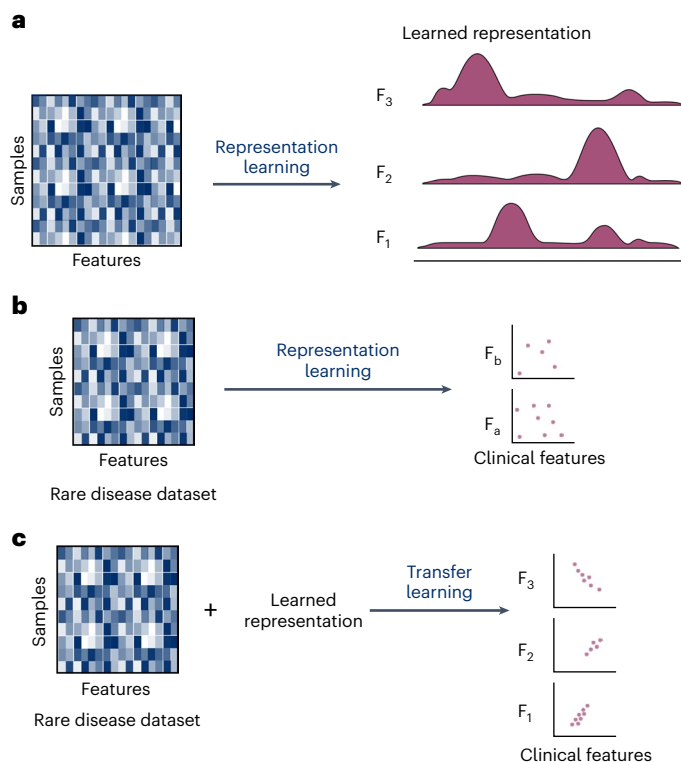 a
Learned representation
Samples
Features
Representation
learning
F3
F2
F1
b
Samples
Features
Rare disease dataset
Representation
learning
Fb
Fa
Clinical features
c
Samples
Features
Rare disease dataset
+
Learned
representation
Transfer
learning
F3
F2
F1
Clinical features